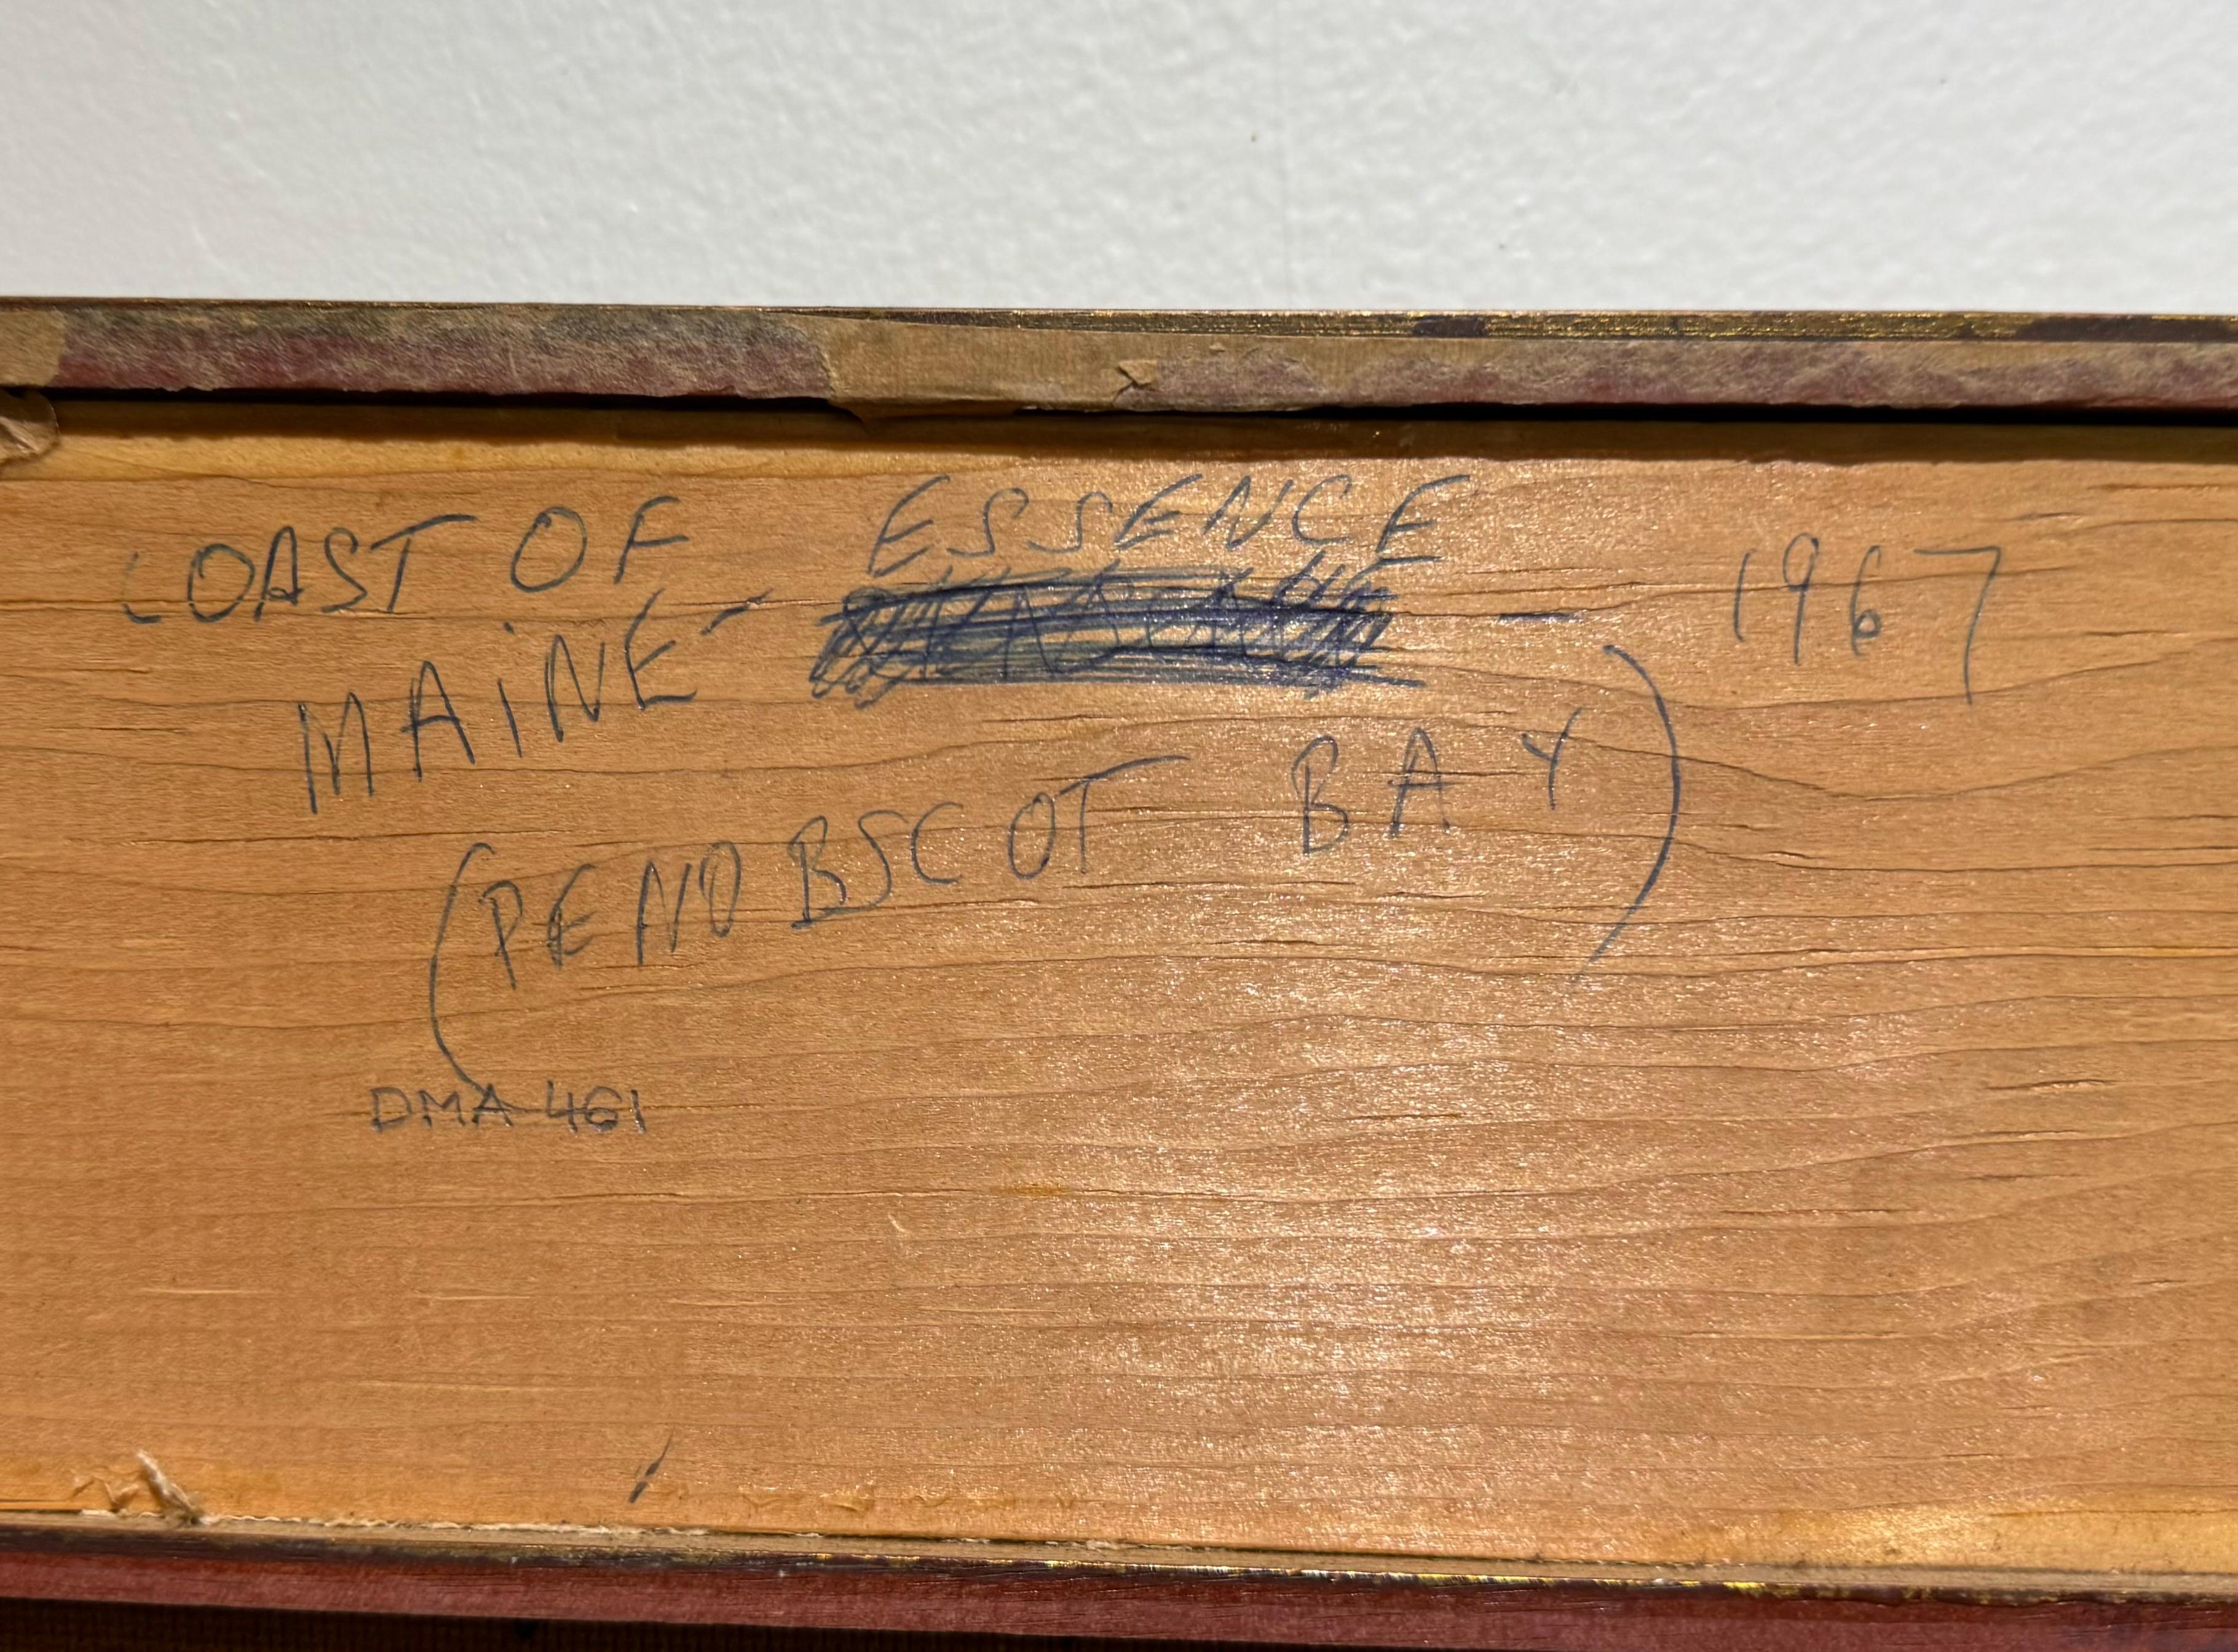 COAST OF ESSENCE
MAiNE - - 1967
(PENOBSCOT BAY)
DMA 461